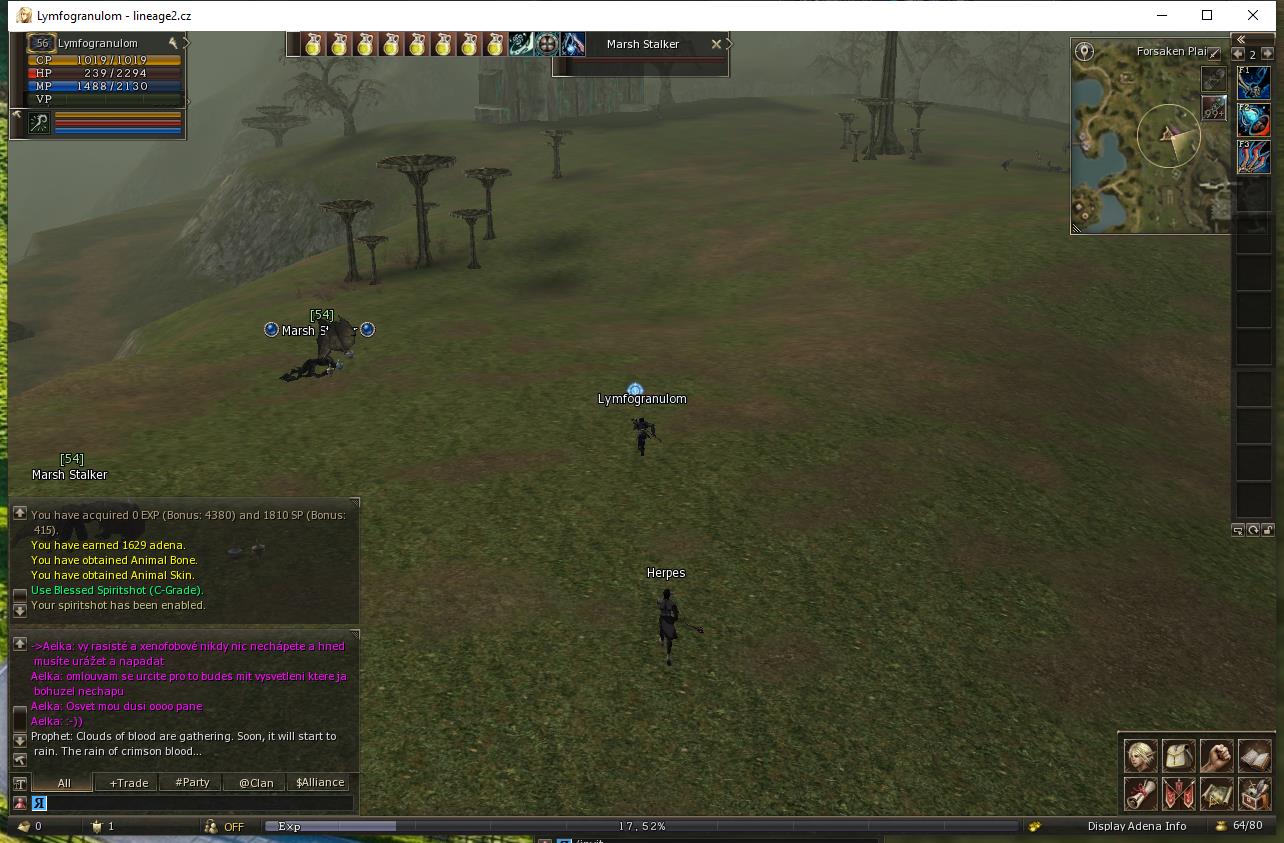 Lymfogranulom - lineage2.cz
56 Lymfogranulom
CP 1019/1019
HP 239/2294
MP 1488/2130
VP
Marsh Stalker
Forsaken Plai
2
F1
F2
F3
99+
[54]
Marsh St r
Lymfogranulom
[54]
Marsh Stalker
Herpes
You have acquired 0 EXP (Bonus: 4380) and 1810 SP (Bonus:
415).
You have earned 1629 adena.
You have obtained Animal Bone.
You have obtained Animal Skin.
Use Blessed Spiritshot (C-Grade).
Your spiritshot has been enabled.
->Aelka: vy rasisté a xenofobové nikdy nic nechápete a hned
musíte urážet a napadat
Aelka: omlouvam se urcite pro to budes mit vysvetleni ktere ja
bohuzel nechapu
Aelka: Osvet mou dusi oooo pane
Aelka: :-))
Prophet: Clouds of blood are gathering. Soon, it will start to
rain. The rain of crimson blood...
All +Trade #Party @Clan $Alliance
Я
0 1 OFF Exp 17,52% Display Adena Info 64/80